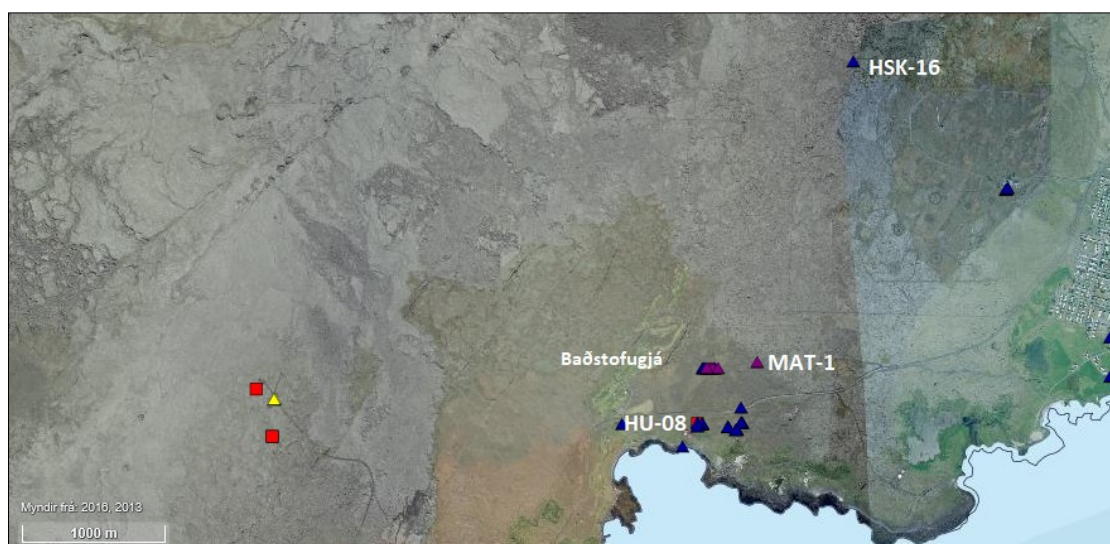 HSK-16
Baðstofugjá
MAT-1
HU-08
Myndir frá: 2016, 2013
1000 m